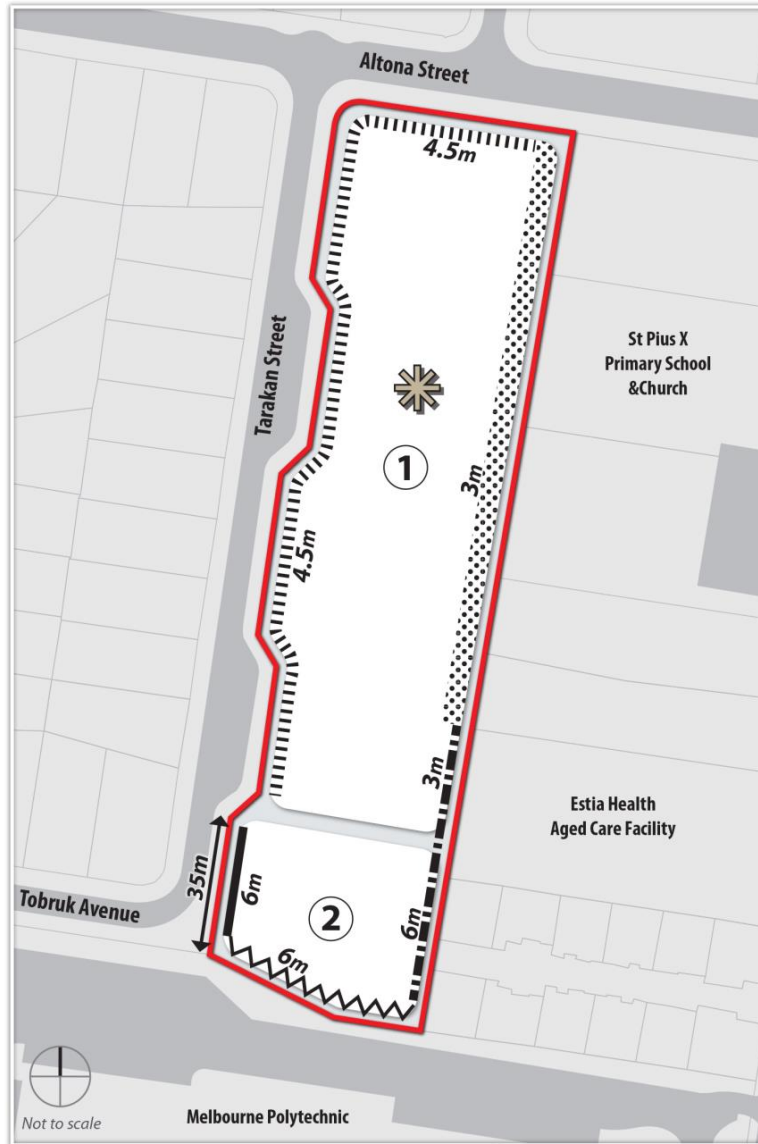 Altona Street
4.5m
Tarakan Street
St Pius X
Primary School
&Church
1
3m
4.5m
3m
Estia Health
Aged Care Facility
35m
6m
Tobruk Avenue
2
6m
6m
Not to scale
Melbourne Polytechnic